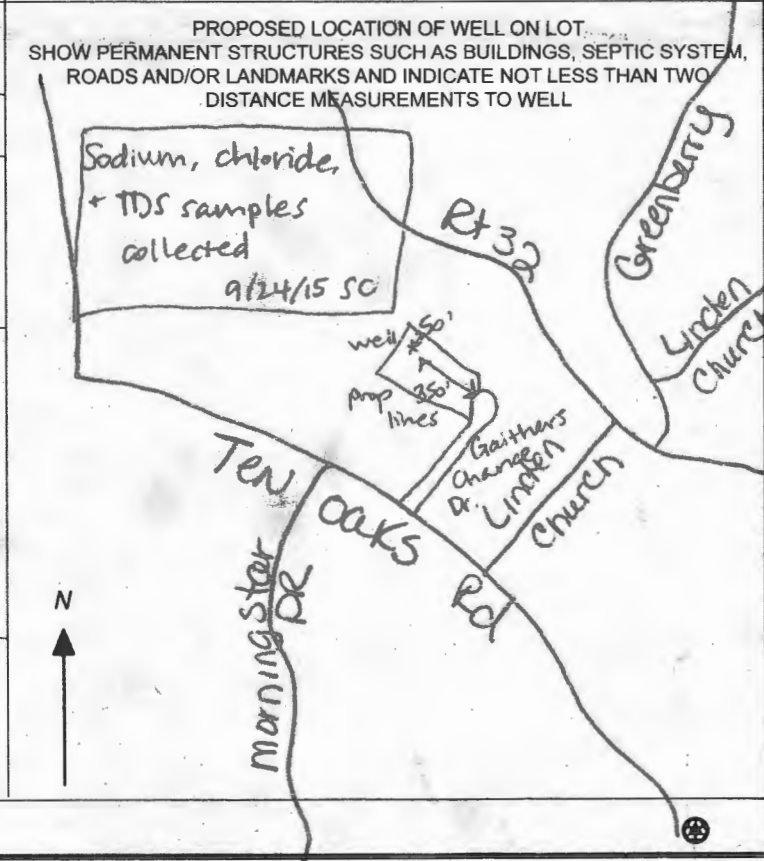 PROPOSED LOCATION OF WELL ON LOT
SHOW PERMANENT STRUCTURES SUCH AS BUILDINGS, SEPTIC SYSTEM,
ROADS AND/OR LANDMARKS AND INDICATE NOT LESS THAN TWO
DISTANCE MEASUREMENTS TO WELL
Sodium, chloride,
+ TDS samples
collected
9/24/15 SC
Rt 32
Greenberry
Linden
Church
well
50'
350'
prop
lines
Gaithers
Chance
Dr.
Linden
Church
Ten Oaks Rd
Morningstar
DR
N